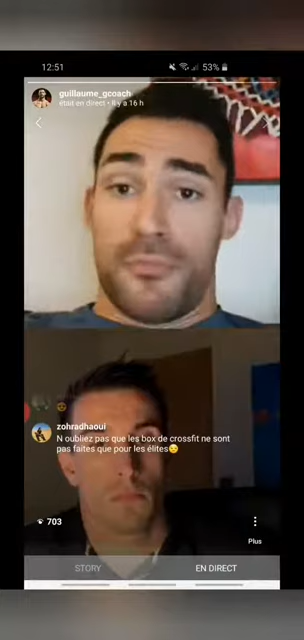 12:51
53%
guillaume_gcoach
était en direct • Il y a 16 h
zohradhaoui
N oubliez pas que les box de crossfit ne sont
pas faites que pour les élites
703
Plus
STORY
EN DIRECT